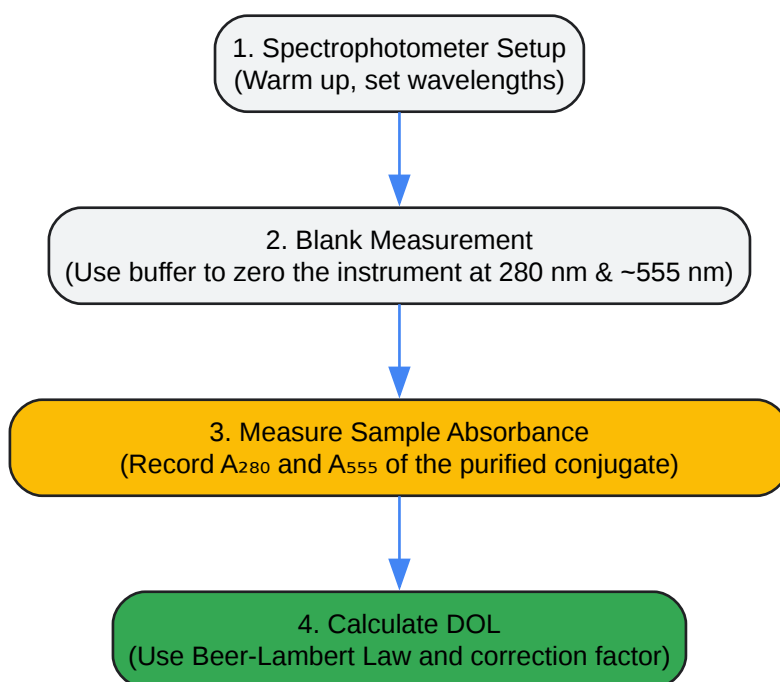 1. Spectrophotometer Setup
(Warm up, set wavelengths)
2. Blank Measurement
(Use buffer to zero the instrument at 280 nm & ~555 nm)
3. Measure Sample Absorbance
(Record A₂₈₀ and A₅₅₅ of the purified conjugate)
4. Calculate DOL
(Use Beer-Lambert Law and correction factor)